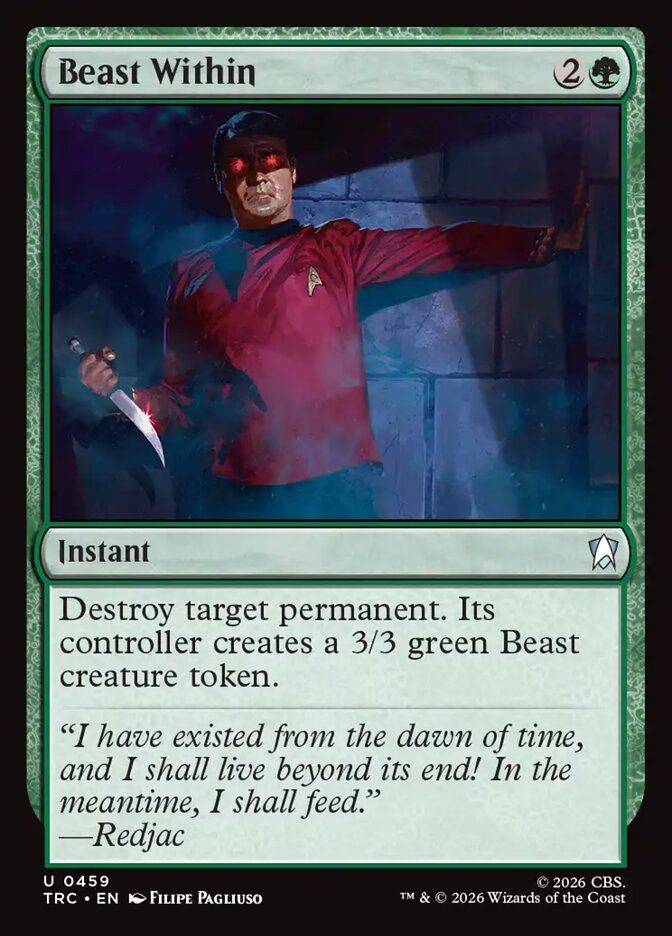 Beast Within 2
Instant
Destroy target permanent. Its
controller creates a 3/3 green Beast
creature token.
“I have existed from the dawn of time,
and I shall live beyond its end! In the
meantime, I shall feed.”
—Redjac
U 0459
TRC • EN Filipe Pagliuso
© 2026 CBS.
™ & © 2026 Wizards of the Coast